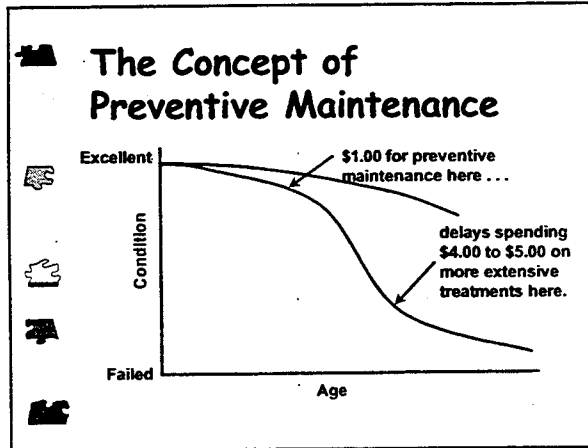 The Concept of
Preventive Maintenance
Excellent
$1.00 for preventive
maintenance here . . .
delays spending
$4.00 to $5.00 on
more extensive
treatments here.
Condition
Failed
Age